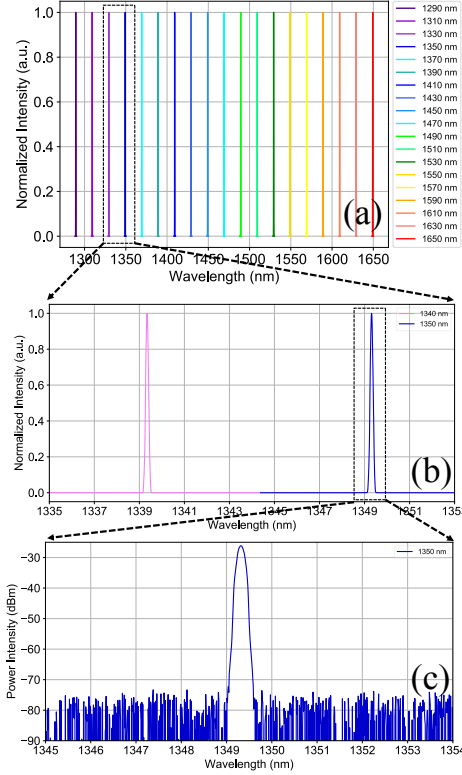 Normalized Intensity (a.u.)
1.0
0.8
0.6
0.4
0.2
0.0
(a)
1300 1350 1400 1450 1500 1550 1600 1650
Wavelength (nm)
1290 nm
1310 nm
1330 nm
1350 nm
1370 nm
1390 nm
1410 nm
1430 nm
1450 nm
1470 nm
1490 nm
1510 nm
1530 nm
1550 nm
1570 nm
1590 nm
1610 nm
1630 nm
1650 nm
Normalized Intensity (a.u.)
1.0
0.8
0.6
0.4
0.2
0.0
1340 nm
1350 nm
(b)
1335 1337 1339 1341 1343 1345 1347 1349 1351 1353
Wavelength (nm)
Power Intensity (dBm)
−30
−40
−50
−60
−70
−80
−90
1350 nm
(c)
1345 1346 1347 1348 1349 1350 1351 1352 1353 1354
Wavelength (nm)